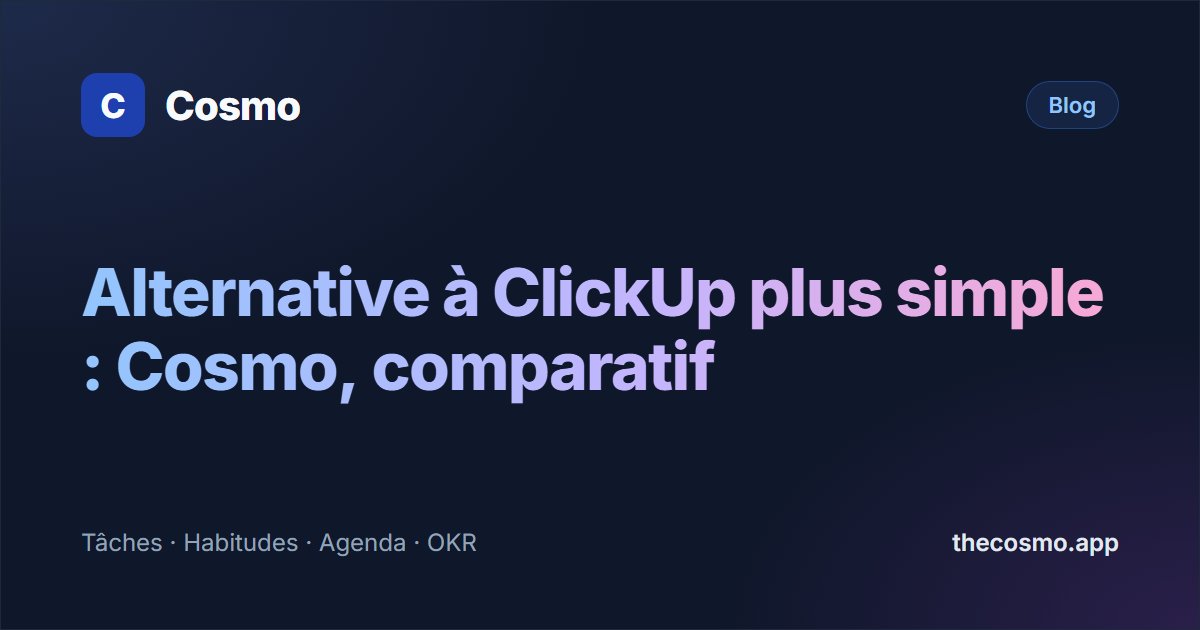 C Cosmo
Blog
Alternative à ClickUp plus simple
: Cosmo, comparatif
Tâches · Habitudes · Agenda · OKR
thecosmo.app